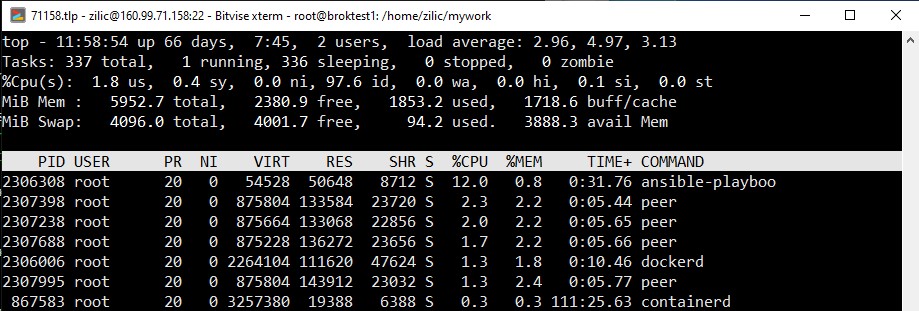 71158.tlp - zilic@160.99.71.158:22 - Bitvise xterm - root@broktest1: /home/zilic/mywork
top - 11:58:54 up 66 days,  7:45,  2 users,  load average: 2.96, 4.97, 3.13
Tasks: 337 total,   1 running, 336 sleeping,   0 stopped,   0 zombie
%Cpu(s):  1.8 us,  0.4 sy,  0.0 ni, 97.6 id,  0.0 wa,  0.0 hi,  0.1 si,  0.0 st
MiB Mem :   5952.7 total,   2380.9 free,   1853.2 used,   1718.6 buff/cache
MiB Swap:   4096.0 total,   4001.7 free,     94.2 used.   3888.3 avail Mem
PID USER      PR  NI    VIRT    RES    SHR S  %CPU  %MEM     TIME+ COMMAND
2306308 root      20   0   54528  50648   8712 S  12.0   0.8   0:31.76 ansible-playboo
2307398 root      20   0  875804 133584  23720 S   2.3   2.2   0:05.44 peer
2307238 root      20   0  875664 133068  22856 S   2.0   2.2   0:05.65 peer
2307688 root      20   0  875228 136272  23656 S   1.7   2.2   0:05.66 peer
2306006 root      20   0 2264104 111620  47624 S   1.3   1.8   0:10.46 dockerd
2307995 root      20   0  875804 143912  23032 S   1.3   2.4   0:05.77 peer
867583 root      20   0 3257380  19388   6388 S   0.3   0.3 111:25.63 containerd